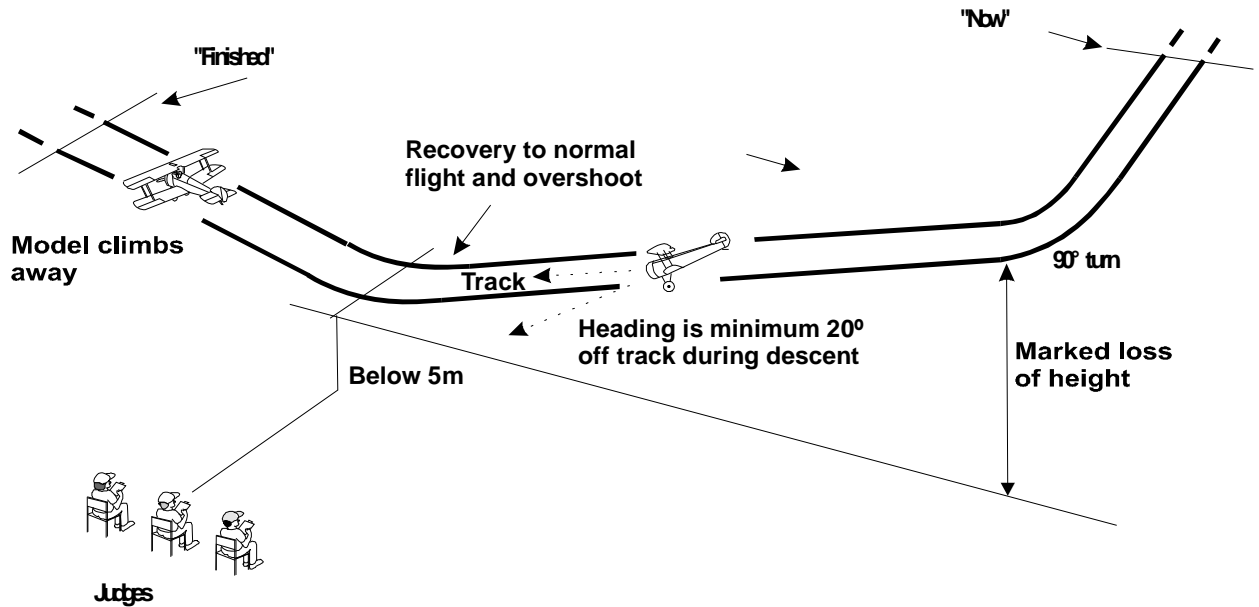 "Now"
"Finished"
Recovery to normal
flight and overshoot
Model climbs
away
90° turn
Track
Heading is minimum 20º
off track during descent
Marked loss
of height
Below 5m
Judges